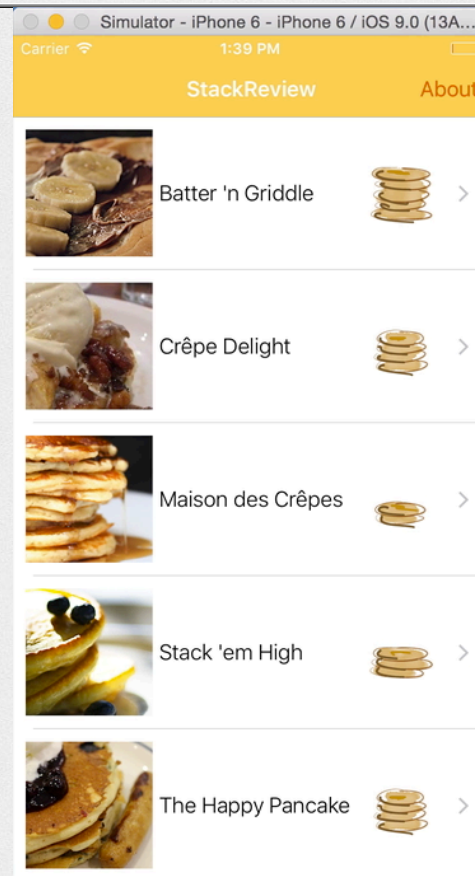 Simulator - iPhone 6 - iPhone 6 / iOS 9.0 (13A...
Carrier 1:39 PM
StackReview About
Batter 'n Griddle
Crêpe Delight
Maison des Crêpes
Stack 'em High
The Happy Pancake